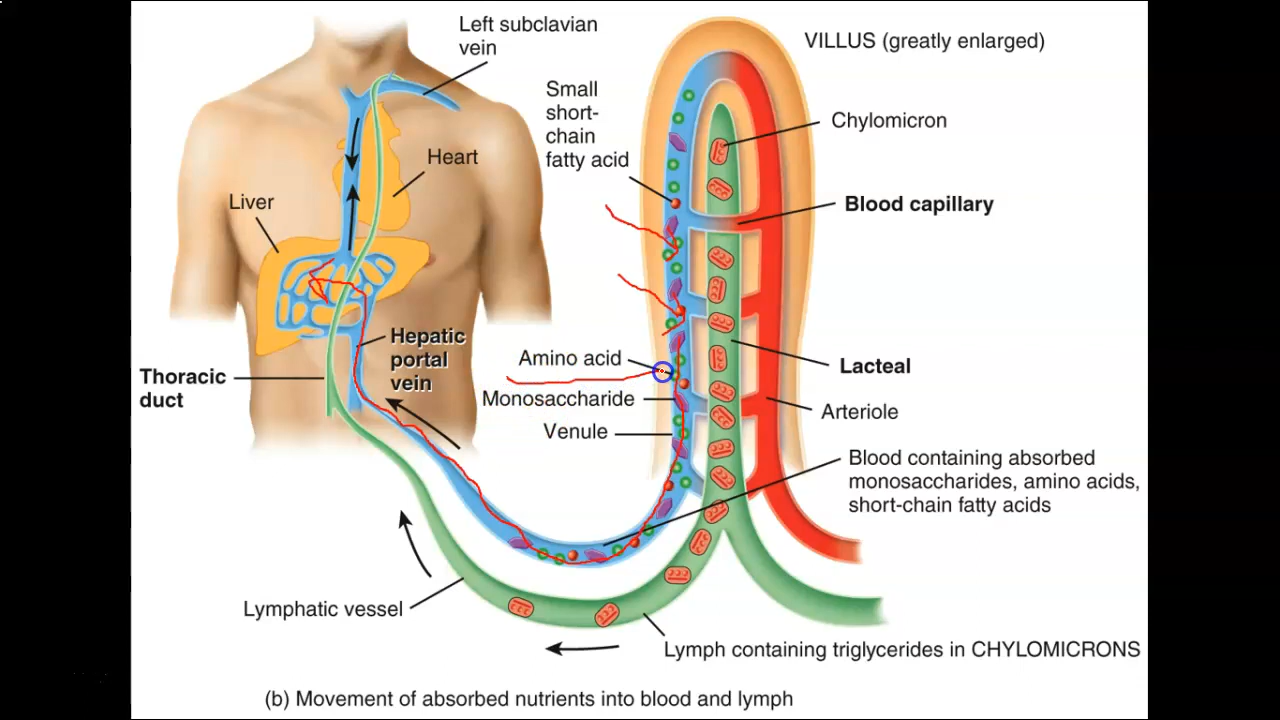 Left subclavian
vein
VILLUS (greatly enlarged)
Small
short-
chain
fatty acid
Chylomicron
Heart
Liver
Blood capillary
Hepatic
portal
vein
Amino acid
Lacteal
Thoracic
duct
Monosaccharide
Arteriole
Venule
Blood containing absorbed
monosaccharides, amino acids,
short-chain fatty acids
Lymphatic vessel
Lymph containing triglycerides in CHYLOMICRONS
(b) Movement of absorbed nutrients into blood and lymph